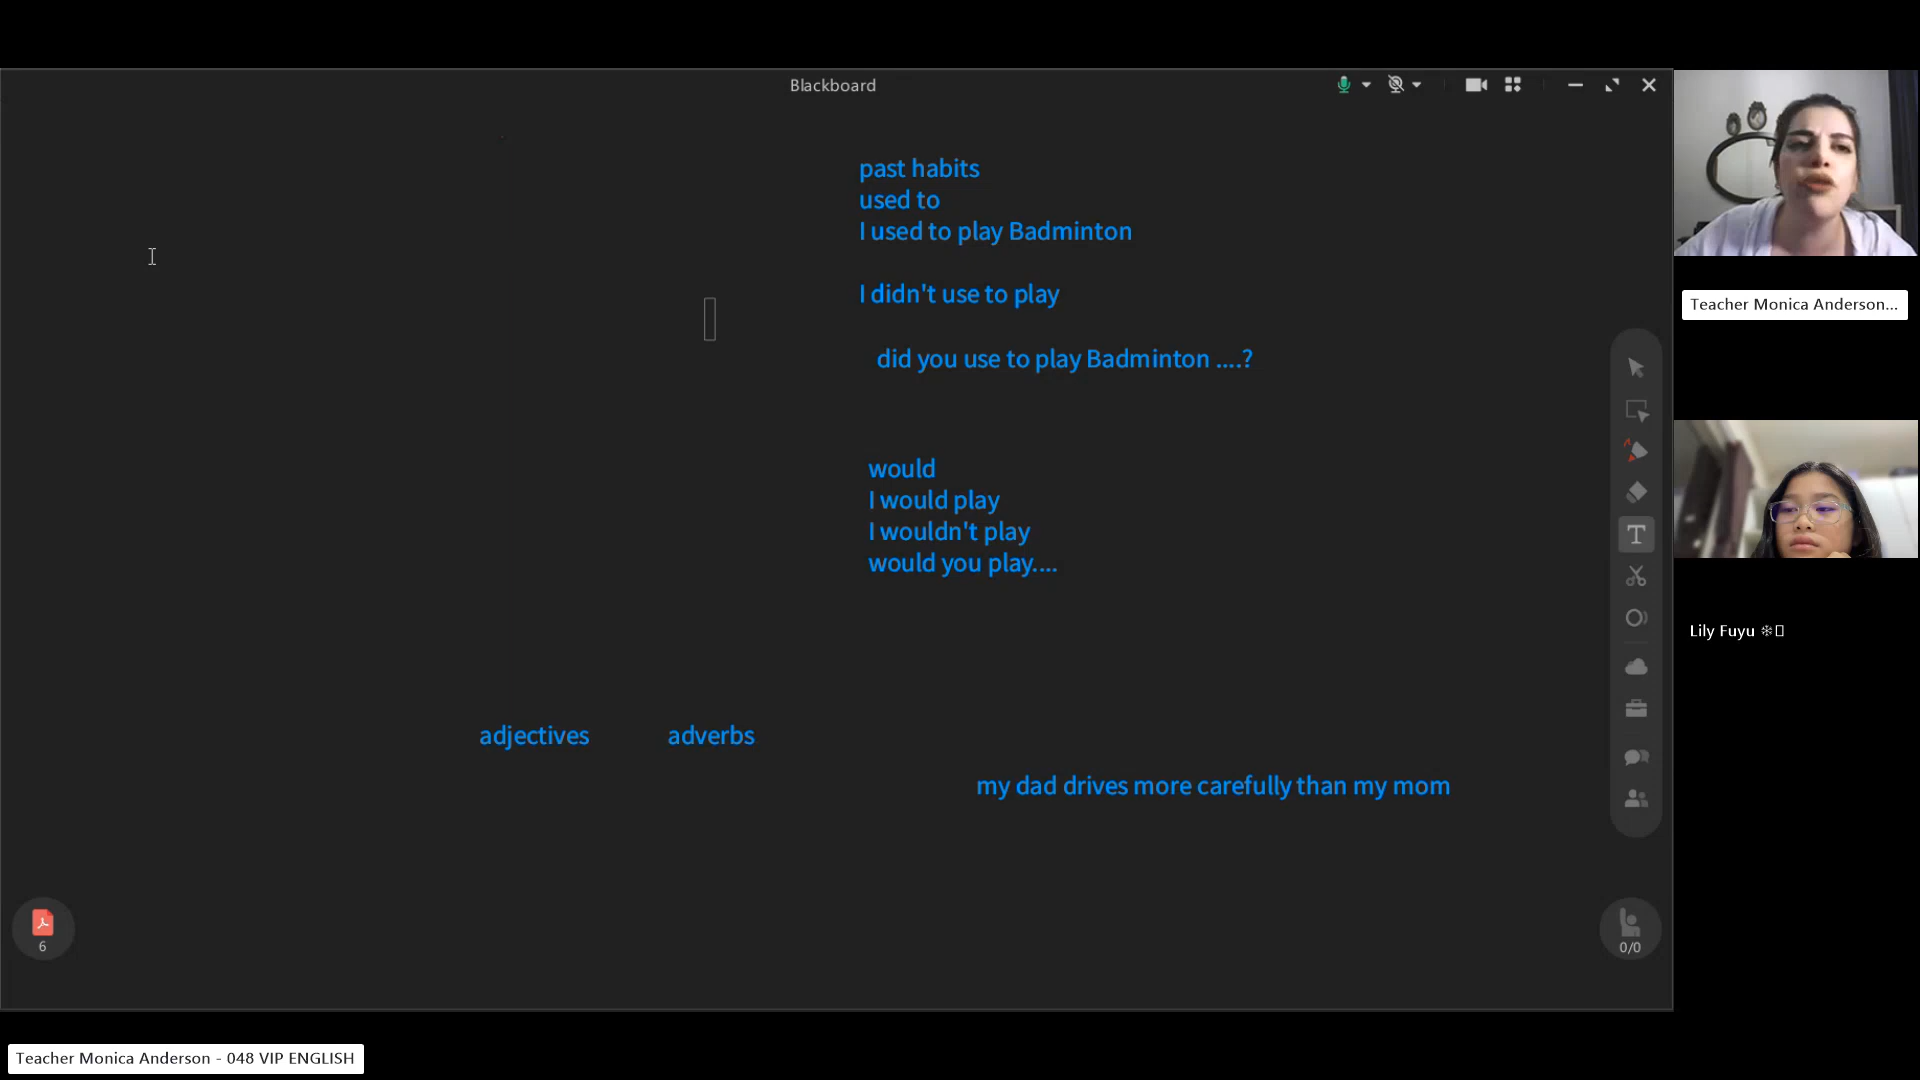 Blackboard
past habits
used to
I used to play Badminton
I didn't use to play
did you use to play Badminton ....?
would
I would play
I wouldn't play
would you play....
adjectives adverbs
my dad drives more carefully than my mom
T
6
0/0
Teacher Monica Anderson...
Lily Fuyu ❄
Teacher Monica Anderson - 048 VIP ENGLISH